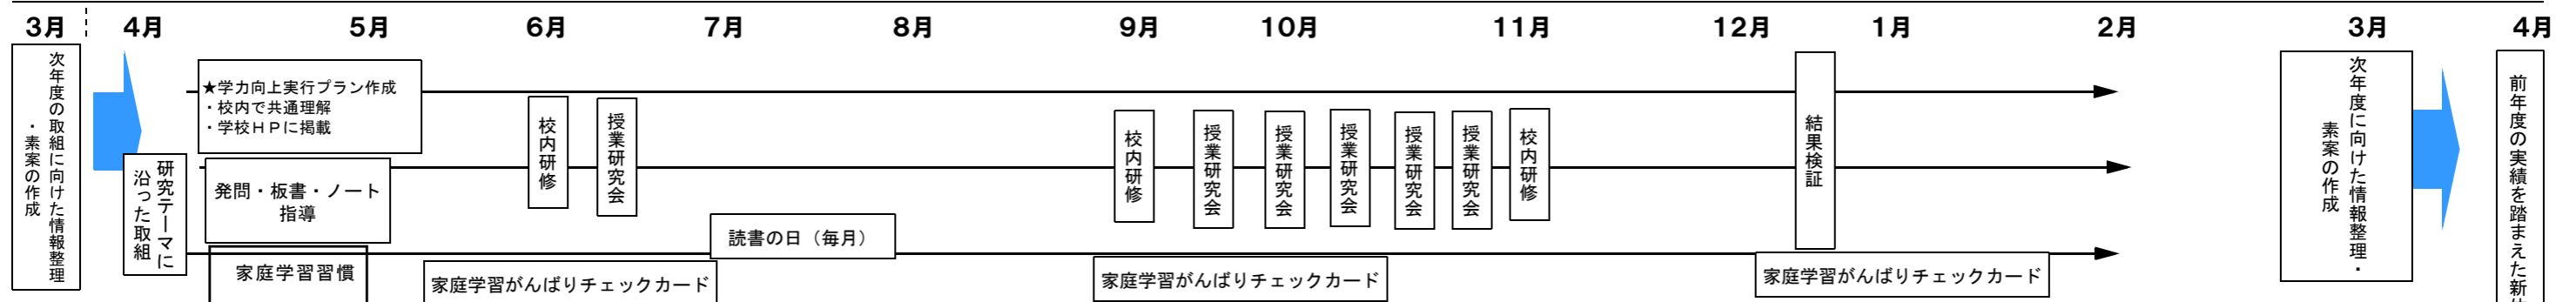 3月
4月
5月
6月
7月
8月
9月
10月
11月
12月
1月
2月
3月
4月
次年度の取組に向けた情報整理
・素案の作成
研究テーマに
沿った取組
★学力向上実行プラン作成
・校内で共通理解
・学校HPに掲載
発問・板書・ノート
指導
家庭学習習慣
校内研修
授業研究会
読書の日（毎月）
家庭学習がんばりチェックカード
校内研修
授業研究会
授業研究会
授業研究会
授業研究会
授業研究会
校内研修
家庭学習がんばりチェックカード
結果検証
家庭学習がんばりチェックカード
次年度に向けた情報整理・
素案の作成
前年度の実績を踏まえた新